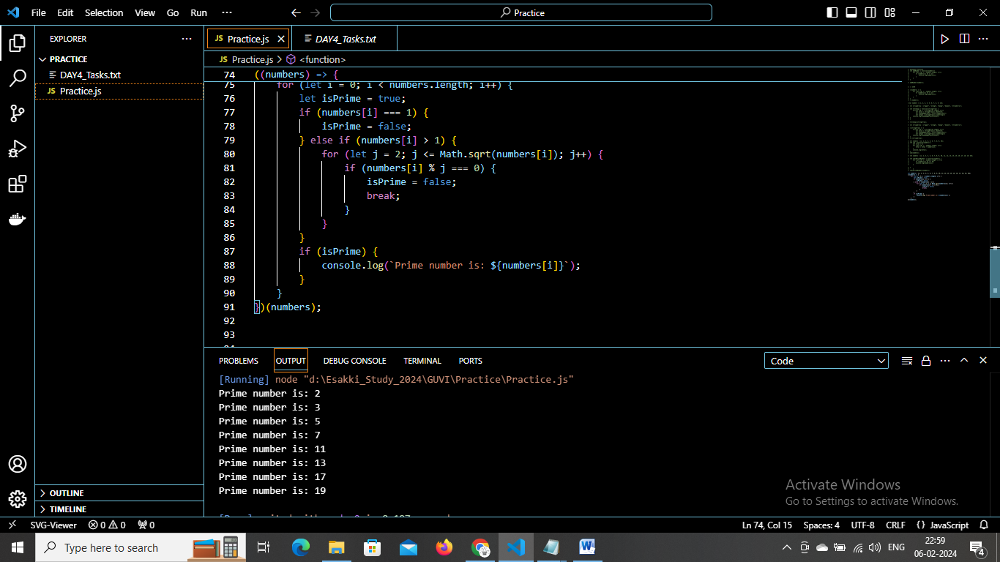 File Edit Selection View Go Run ··· Practice
EXPLORER ···
PRACTICE
DAY4_Tasks.txt
JS Practice.js
OUTLINE
TIMELINE
JS Practice.js DAY4_Tasks.txt
JS Practice.js > <function>
74 ((numbers) => {
75 for (let i = 0; i < numbers.length; i++) {
76 let isPrime = true;
77 if (numbers[i] === 1) {
78 isPrime = false;
79 } else if (numbers[i] > 1) {
80 for (let j = 2; j <= Math.sqrt(numbers[i]); j++) {
81 if (numbers[i] % j === 0) {
82 isPrime = false;
83 break;
84 }
85 }
86 }
87 if (isPrime) {
88 console.log(`Prime number is: ${numbers[i]}`);
89 }
90 }
91 })(numbers);
92
93
PROBLEMS OUTPUT DEBUG CONSOLE TERMINAL PORTS Code
[Running] node "d:\Esakki_Study_2024\GUVI\Practice\Practice.js"
Prime number is: 2
Prime number is: 3
Prime number is: 5
Prime number is: 7
Prime number is: 11
Prime number is: 13
Prime number is: 17
Prime number is: 19
Activate Windows
Go to Settings to activate Windows.
SVG-Viewer 0 0 0 Ln 74, Col 15 Spaces: 4 UTF-8 CRLF {} JavaScript
Type here to search ENG 22:59
06-02-2024 4